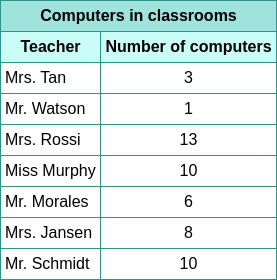 Computers in classrooms
Teacher Number of computers
Mrs. Tan 3
Mr. Watson 1
Mrs. Rossi 13
Miss Murphy 10
Mr. Morales 6
Mrs. Jansen 8
Mr. Schmidt 10